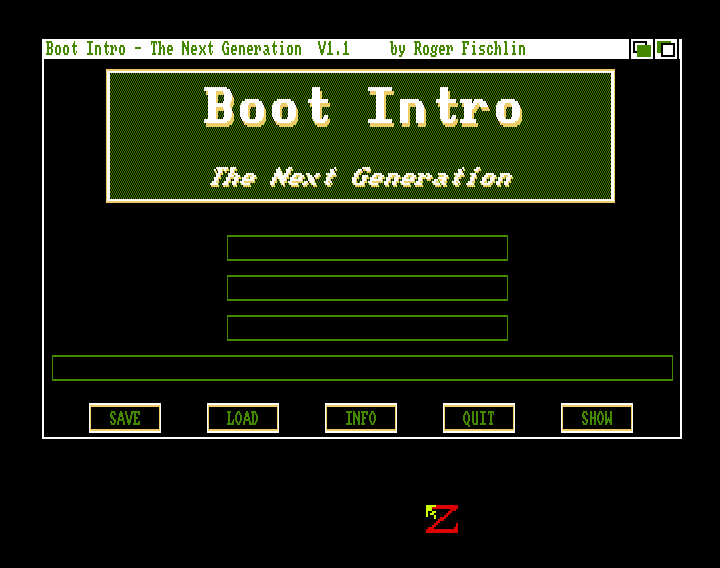 Boot Intro - The Next Generation  V1.1     by Roger Fischlin
Boot Intro
The Next Generation
SAVE LOAD INFO QUIT SHOW
Z